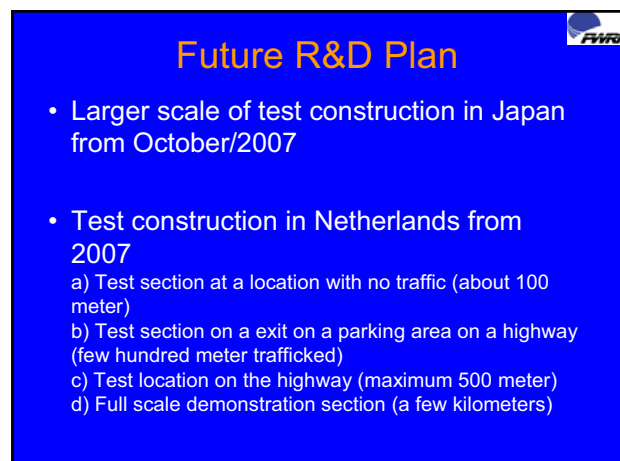 PWRI
Future R&D Plan
• Larger scale of test construction in Japan
from October/2007
• Test construction in Netherlands from
2007
a) Test section at a location with no traffic (about 100
meter)
b) Test section on a exit on a parking area on a highway
(few hundred meter trafficked)
c) Test location on the highway (maximum 500 meter)
d) Full scale demonstration section (a few kilometers)